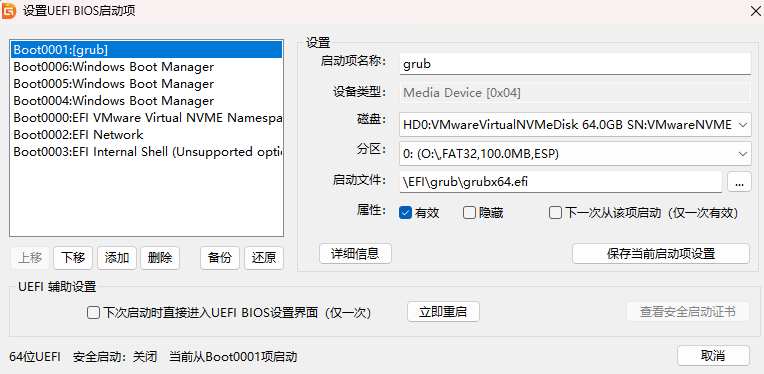 设置UEFI BIOS启动项
Boot0001:[grub]
Boot0006:Windows Boot Manager
Boot0005:Windows Boot Manager
Boot0004:Windows Boot Manager
Boot0000:EFI VMware Virtual NVME Namespa
Boot0002:EFI Network
Boot0003:EFI Internal Shell (Unsupported opti
上移 下移 添加 删除 备份 还原
设置
启动项名称: grub
设备类型: Media Device [0x04]
磁盘: HD0:VMwareVirtualNVMeDisk 64.0GB SN:VMwareNVME
分区: 0: (O:\,FAT32,100.0MB,ESP)
启动文件: \EFI\grub\grubx64.efi ...
属性: 有效 隐藏 下一次从该项启动（仅一次有效）
详细信息 保存当前启动项设置
UEFI 辅助设置
下次启动时直接进入UEFI BIOS设置界面（仅一次） 立即重启 查看安全启动证书
64位UEFI 安全启动：关闭 当前从Boot0001项启动 取消